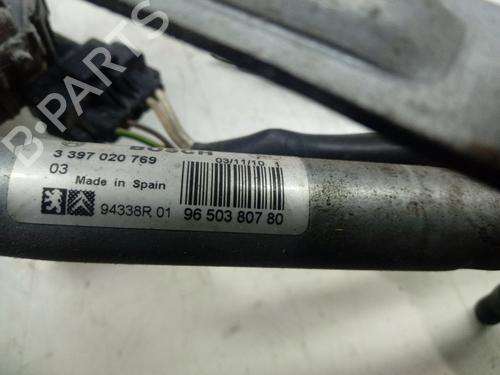 B-PARTS
BOSCH
3 397 020 769
03/11/10 1
03
Made in Spain
94338R 01
96 503 807 80